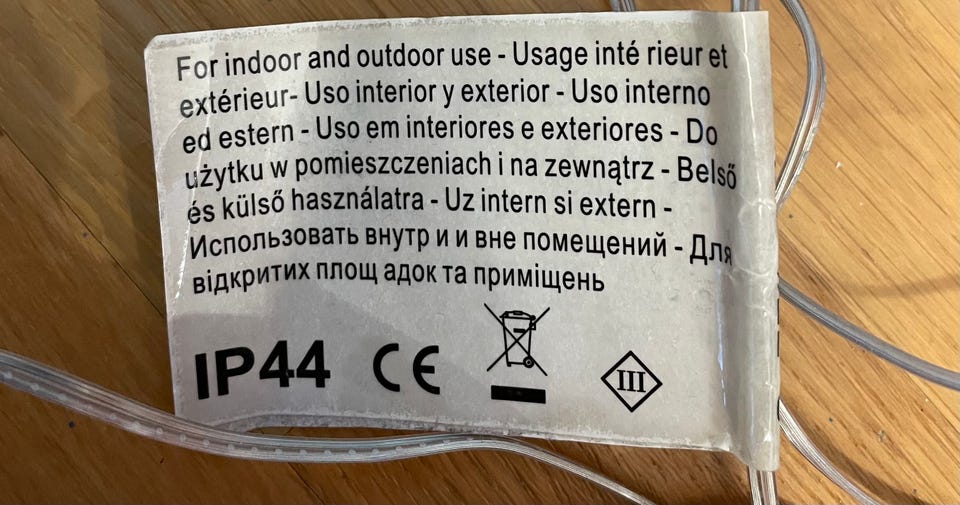 For indoor and outdoor use - Usage inté rieur et
extérieur- Uso interior y exterior - Uso interno
ed estern - Uso em interiores e exteriores - Do
użytku w pomieszczeniach i na zewnątrz - Belső
és külső használatra - Uz intern si extern -
Использовать внутр и и вне помещений - Для
відкритих площ адок та приміщень
IP44 CE III